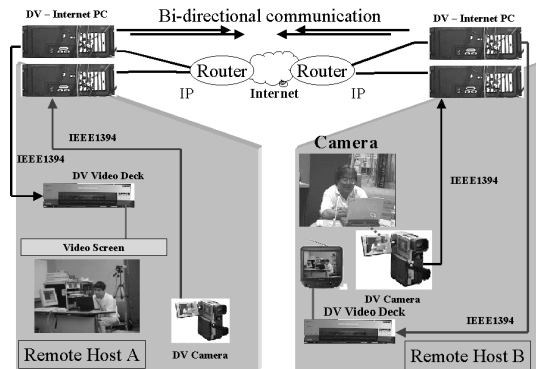 Bi-directional communication
DV – Internet PC
DV – Internet PC
Router
Router
Internet
IP
IP
IEEE1394
IEEE1394
DV Video Deck
Video Screen
DV Camera
Remote Host A
Camera
IEEE1394
DV Camera
DV Video Deck
IEEE1394
Remote Host B